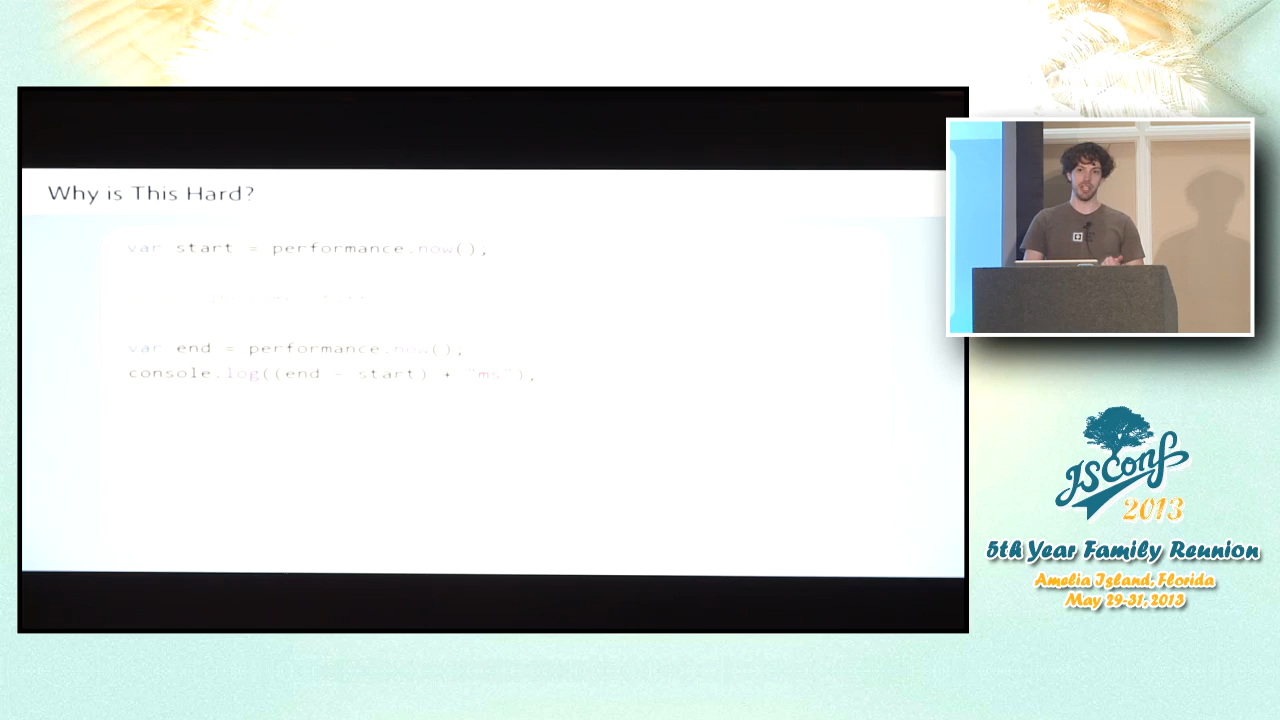 Why is This Hard?
var start = performance.now();
var end = performance.now(),
console.log((end - start) + "ms"),
JSConf
2013
5th Year Family Reunion
Amelia Island, Florida
May 29-31, 2013